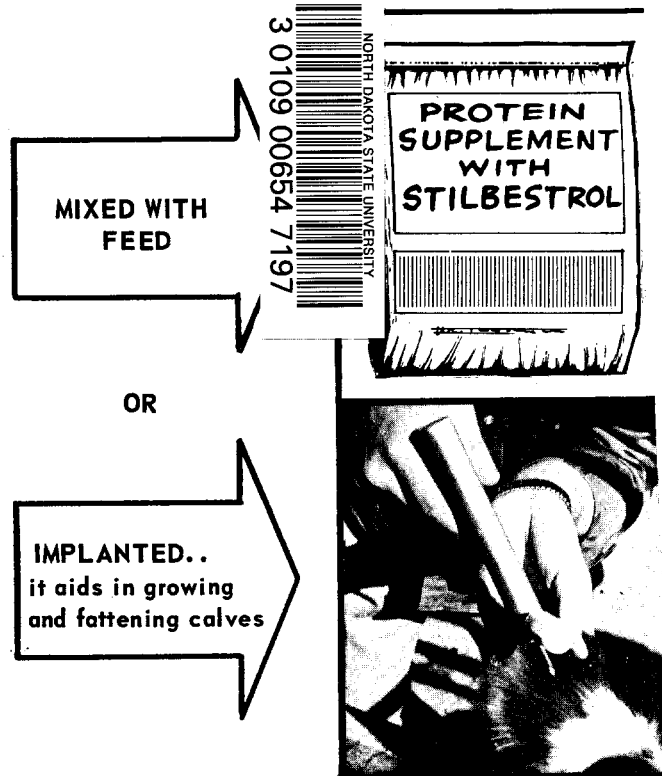 3 0109 00654 7197
NORTH DAKOTA STATE UNIVERSITY
PROTEIN
SUPPLEMENT
WITH
STILBESTROL
MIXED WITH
FEED
OR
IMPLANTED..
it aids in growing
and fattening calves